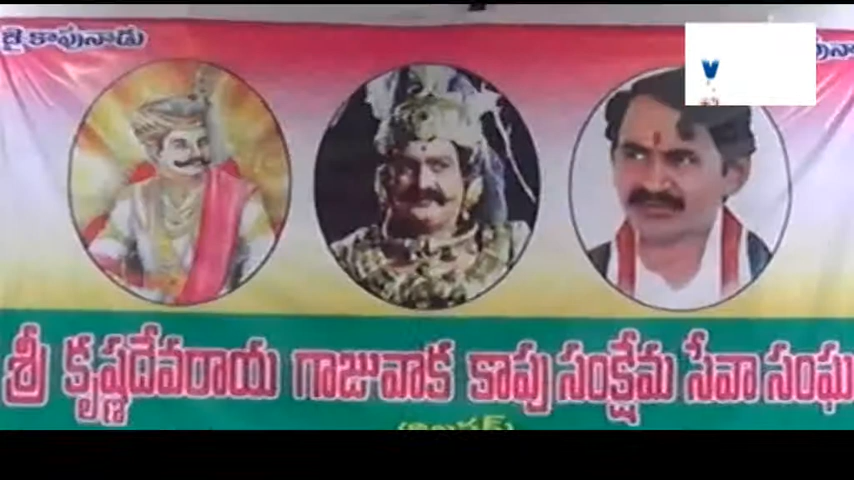 జై కాపునాడు
శ్రీ కృష్ణదేవరాయ గాజువాక కాపు సంక్షేమ సేవా సంఘ